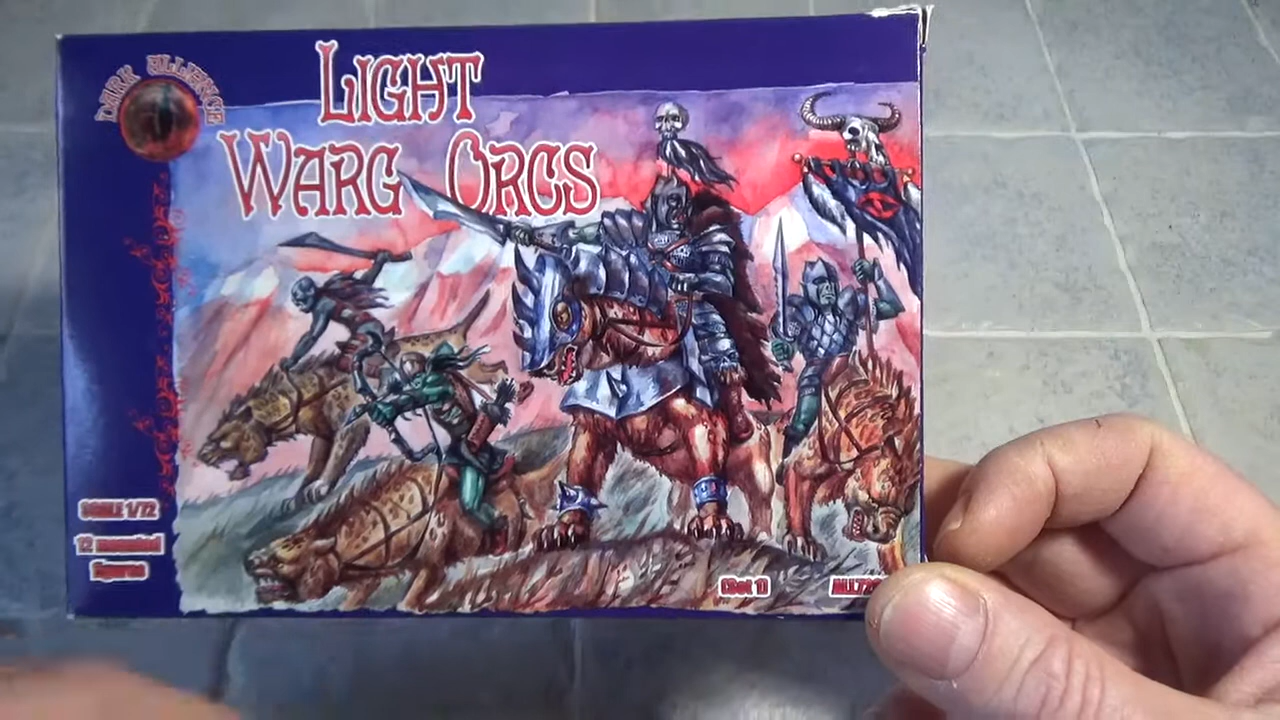 DARK ALLIANCE
LIGHT
WARG ORCS
SCALE 1/72
12 mounted
figures
(Set 1)